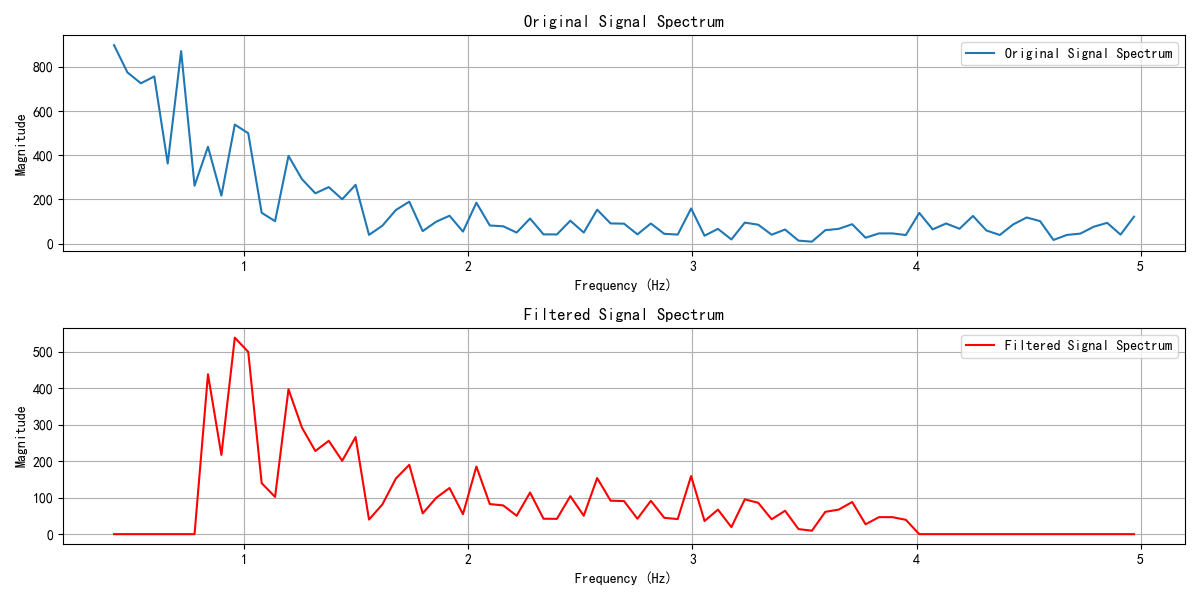 Original Signal Spectrum
Original Signal Spectrum
Magnitude
800
600
400
200
0
1 2 3 4 5
Frequency (Hz)
Filtered Signal Spectrum
Filtered Signal Spectrum
Magnitude
500
400
300
200
100
0
1 2 3 4 5
Frequency (Hz)